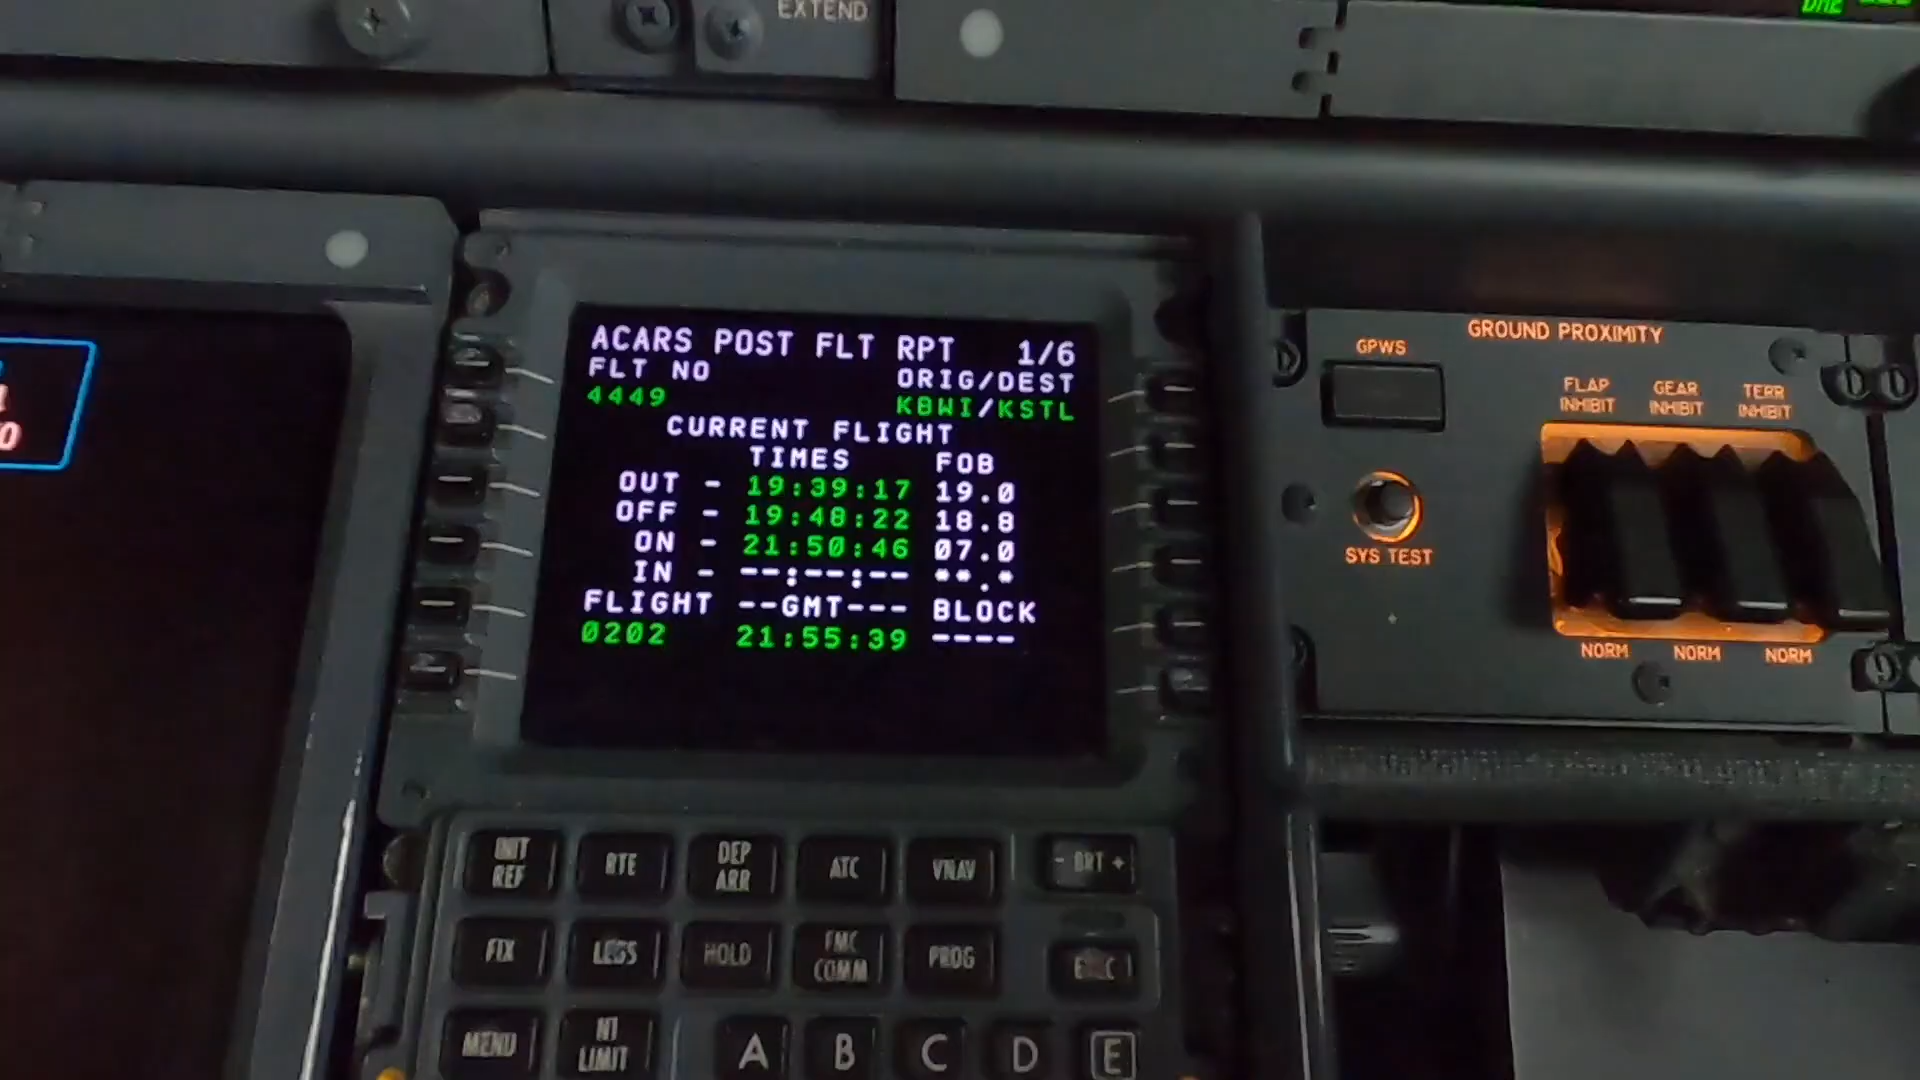 EXTEND
DME
ACARS POST FLT RPT 1/6
FLT NO ORIG/DEST
4449 KBWI/KSTL
CURRENT FLIGHT
TIMES FOB
OUT - 19:39:17 19.0
OFF - 19:48:22 18.8
ON - 21:50:46 07.0
IN - --:--:-- **.*
FLIGHT --GMT--- BLOCK
0202 21:55:39 ----
GROUND PROXIMITY
GPWS
FLAP INHIBIT
GEAR INHIBIT
TERR INHIBIT
SYS TEST
NORM NORM NORM
INIT REF
RTE
DEP ARR
ATC
VNAV
- BRT +
FIX
LEGS
HOLD
FMC COMM
PROG
EXEC
MENU
N1 LIMIT
A B C D E